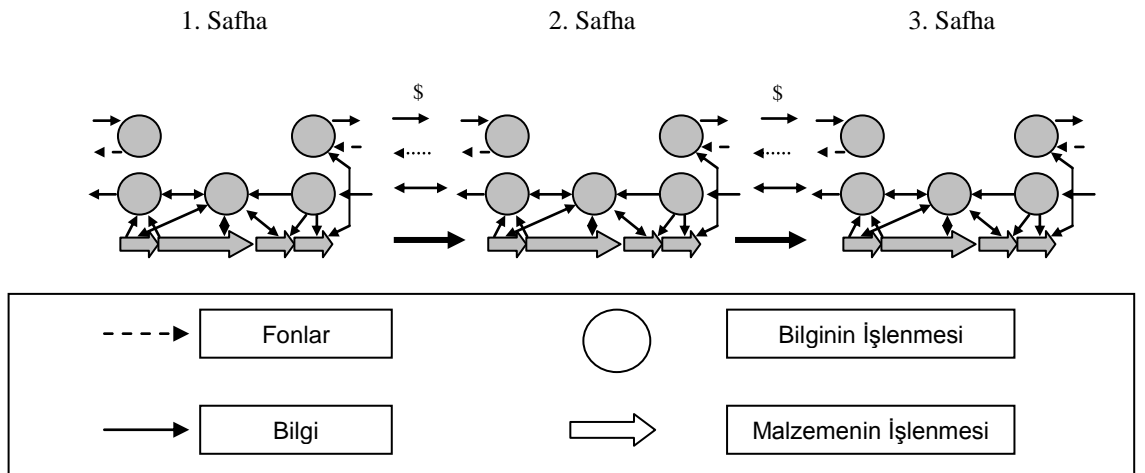 1. Safha 2. Safha 3. Safha
$ $
Fonlar Bilginin İşlenmesi
Bilgi Malzemenin İşlenmesi